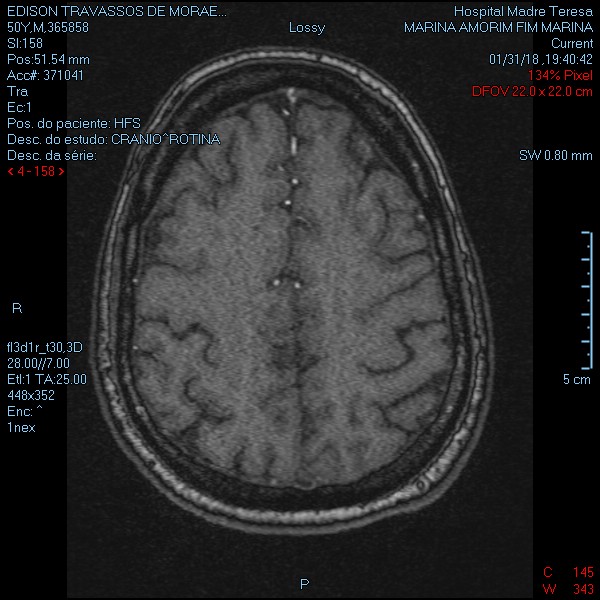 EDISON TRAVASSOS DE MORAE...
50Y,M,365858
Sl:158
Pos:51.54 mm
Acc#: 371041
Tra
Ec:1
Pos. do paciente: HFS
Desc. do estudo: CRANIO^ROTINA
Desc. da série:
< 4 - 158 >
Lossy
Hospital Madre Teresa
MARINA AMORIM FIM MARINA
Current
01/31/18 ,19:40:42
134% Pixel
DFOV 22.0 x 22.0 cm
SW 0.80 mm
R
5 cm
fl3d1r_t30,3D
28.00//7.00
Etl:1 TA:25.00
448x352
Enc: ^
1nex
P
C 145
W 343